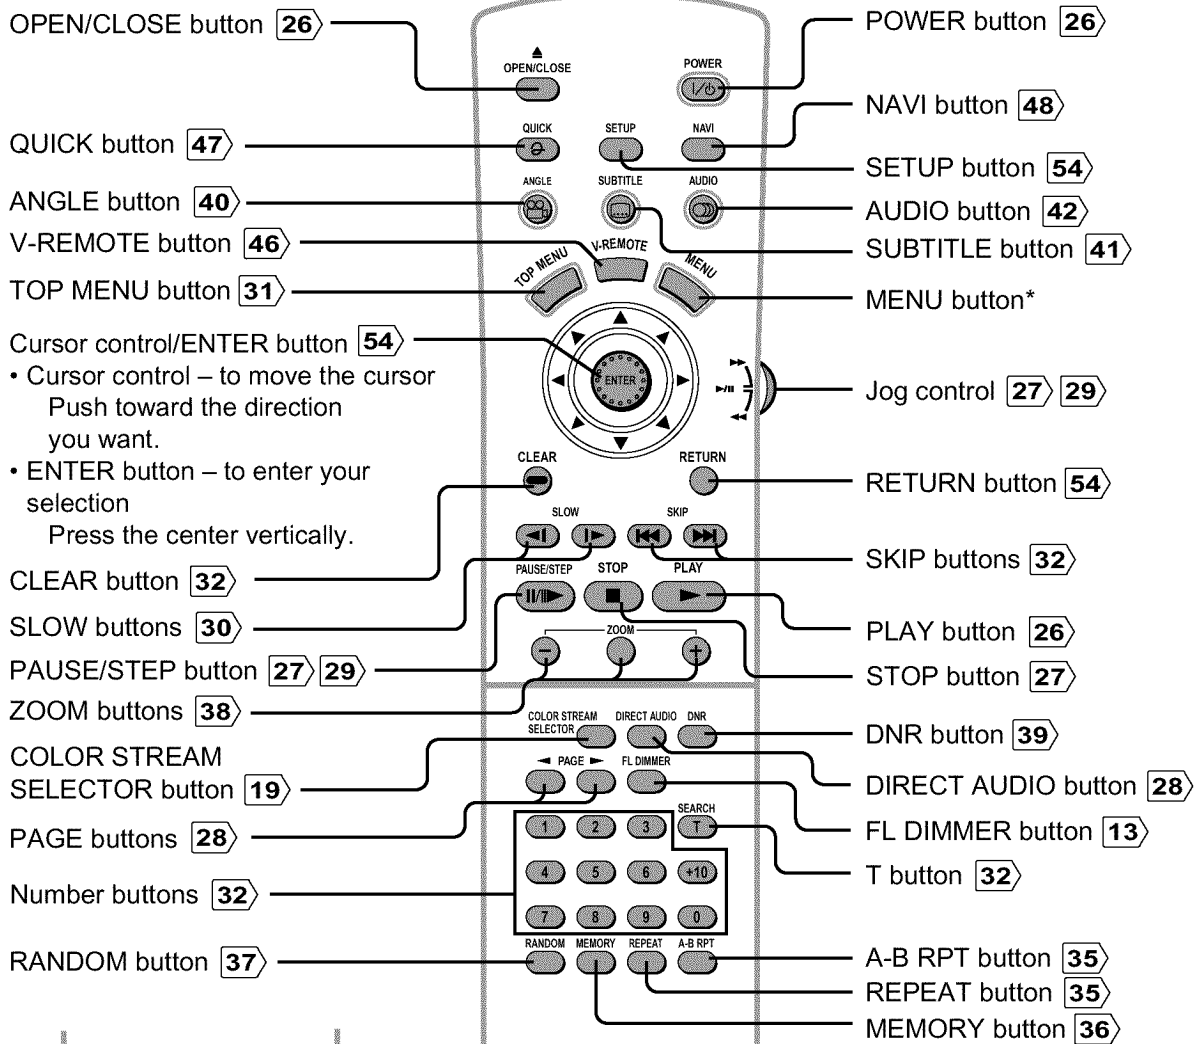 OPEN/CLOSE button 26
QUICK button 47
ANGLE button 40
V-REMOTE button 46
TOP MENU button 31
Cursor control/ENTER button 54
• Cursor control – to move the cursor
Push toward the direction
you want.
• ENTER button – to enter your
selection
Press the center vertically.
CLEAR button 32
SLOW buttons 30
PAUSE/STEP button 27 29
ZOOM buttons 38
COLOR STREAM
SELECTOR button 19
PAGE buttons 28
Number buttons 32
RANDOM button 37
OPEN/CLOSE
POWER
QUICK
SETUP
NAVI
ANGLE
SUBTITLE
AUDIO
TOP MENU
V-REMOTE
MENU
ENTER
CLEAR
RETURN
SLOW
SKIP
PAUSE/STEP
STOP
PLAY
ZOOM
COLOR STREAM
SELECTOR
DIRECT AUDIO
DNR
PAGE
FL DIMMER
SEARCH
1 2 3 T
4 5 6 +10
7 8 9 0
RANDOM
MEMORY
REPEAT
A-B RPT
POWER button 26
NAVI button 48
SETUP button 54
AUDIO button 42
SUBTITLE button 41
MENU button*
Jog control 27 29
RETURN button 54
SKIP buttons 32
PLAY button 26
STOP button 27
DNR button 39
DIRECT AUDIO button 28
FL DIMMER button 13
T button 32
A-B RPT button 35
REPEAT button 35
MEMORY button 36